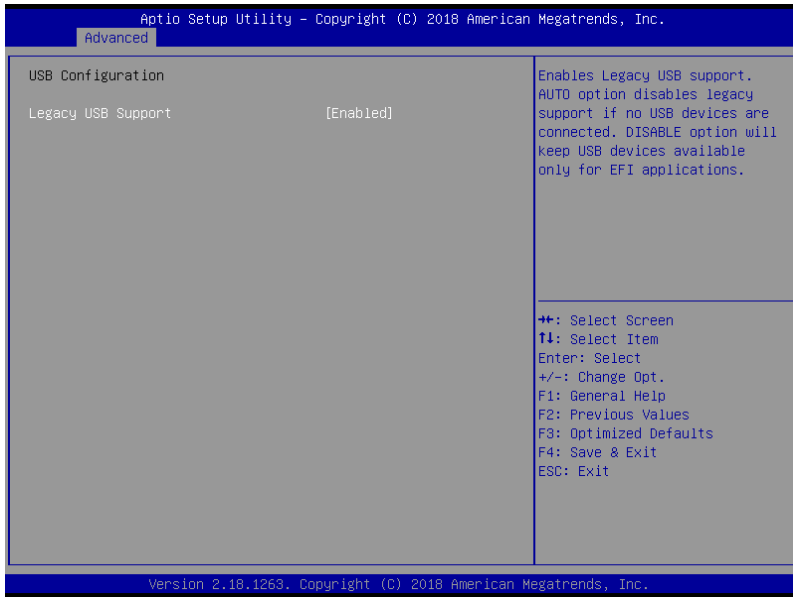 Aptio Setup Utility – Copyright (C) 2018 American Megatrends, Inc.
Advanced
USB Configuration
Legacy USB Support [Enabled]
Enables Legacy USB support.
AUTO option disables legacy
support if no USB devices are
connected. DISABLE option will
keep USB devices available
only for EFI applications.
→←: Select Screen
↑↓: Select Item
Enter: Select
+/-: Change Opt.
F1: General Help
F2: Previous Values
F3: Optimized Defaults
F4: Save & Exit
ESC: Exit
Version 2.18.1263. Copyright (C) 2018 American Megatrends, Inc.